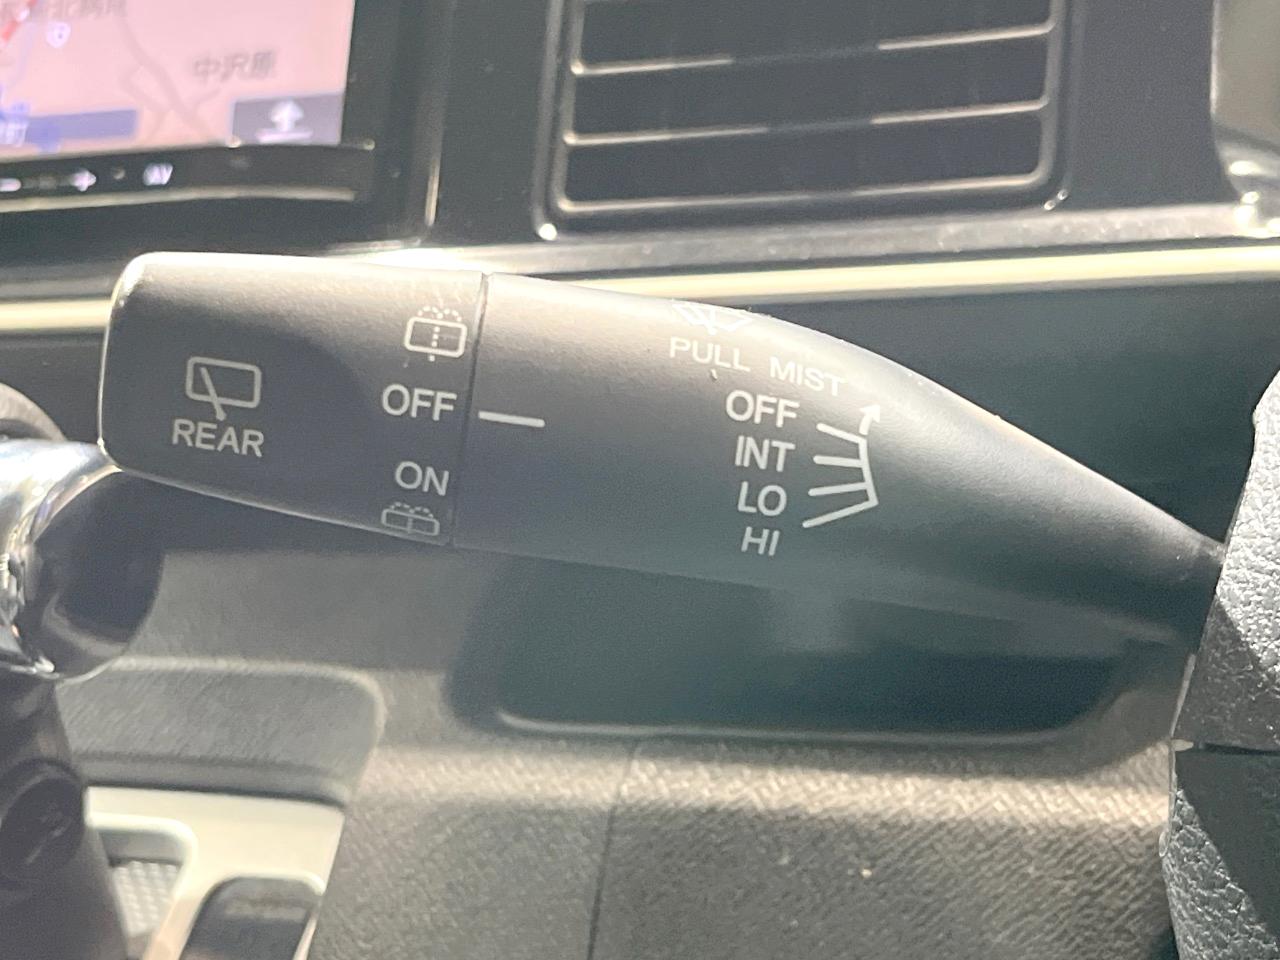 中沢原
PULL MIST
OFF
INT
LO
HI
OFF
ON
REAR